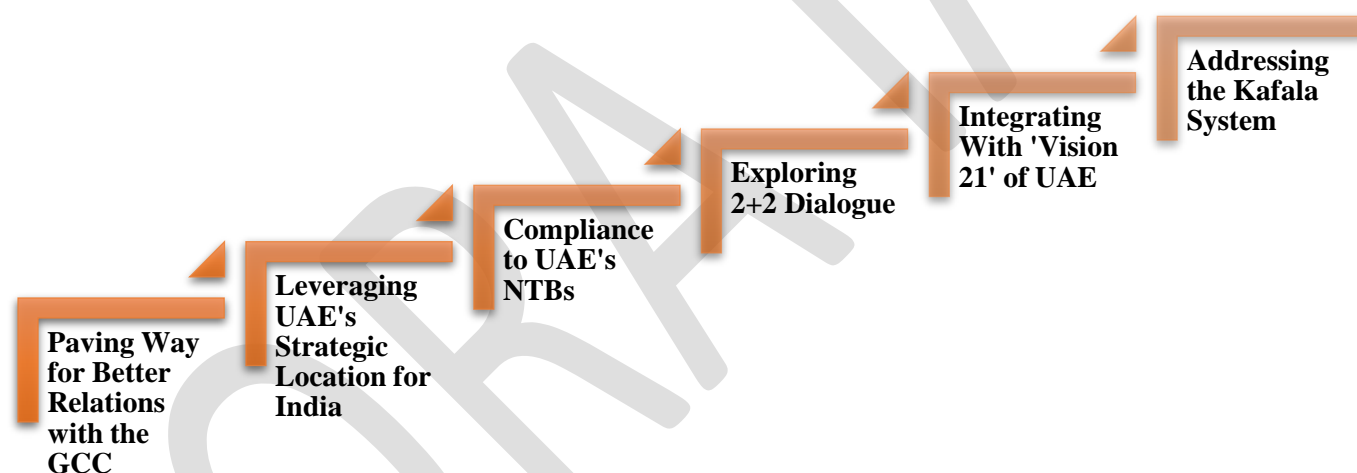 Paving Way
for Better
Relations
with the
GCC
Leveraging
UAE's
Strategic
Location for
India
Compliance
to UAE's
NTBs
Exploring
2+2 Dialogue
Integrating
With 'Vision
21' of UAE
Addressing
the Kafala
System